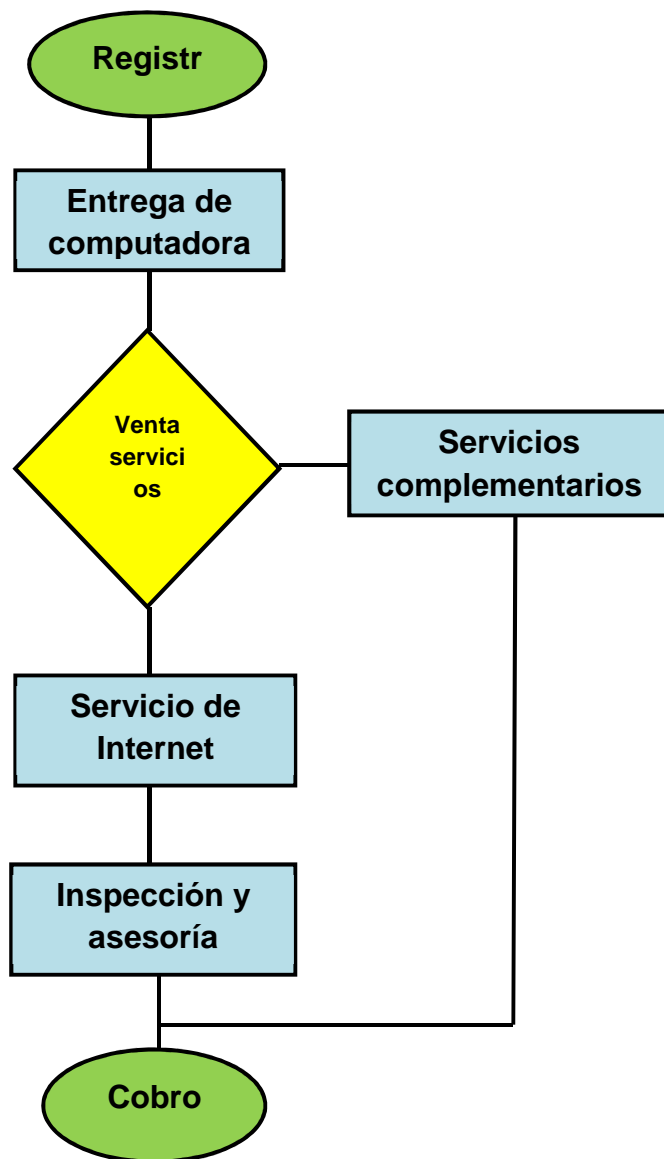 Registr
Entrega de
computadora
Venta
servici
os
Servicios
complementarios
Servicio de
Internet
Inspección y
asesoría
Cobro